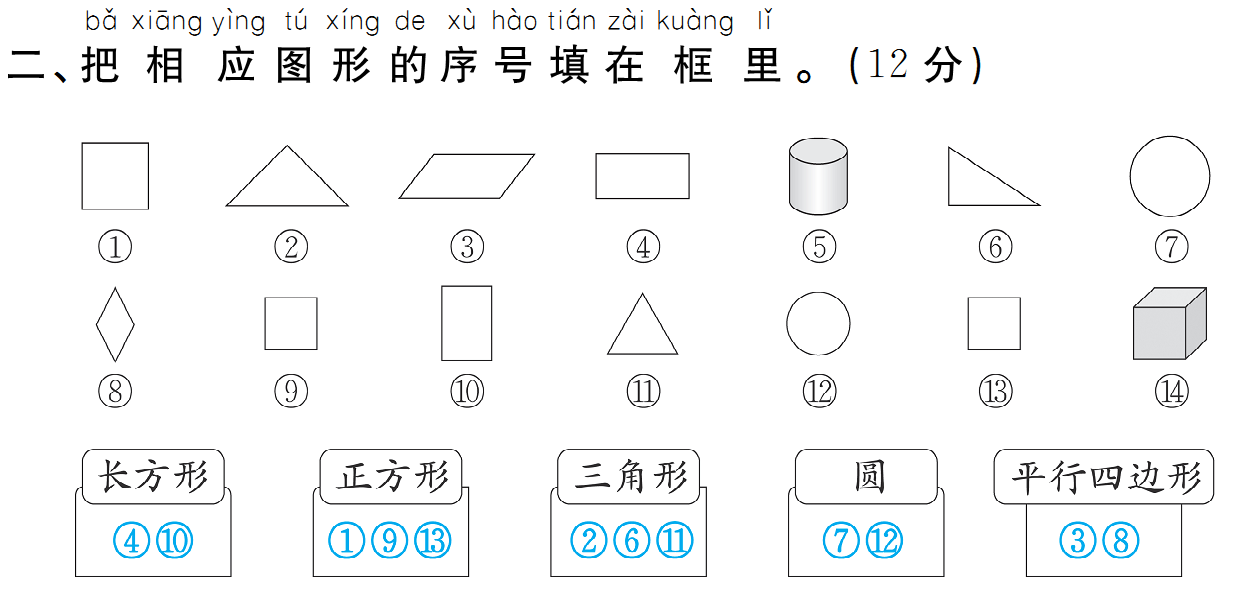 bǎ xiāng yìng tú xíng de xù hào tián zài kuàng lǐ
二、把相应图形的序号填在框里。(12分)
① ② ③ ④ ⑤ ⑥ ⑦
⑧ ⑨ ⑩ ⑪ ⑫ ⑬ ⑭
长方形 正方形 三角形 圆 平行四边形
④⑩ ①⑨⑬ ②⑥⑪ ⑦⑫ ③⑧